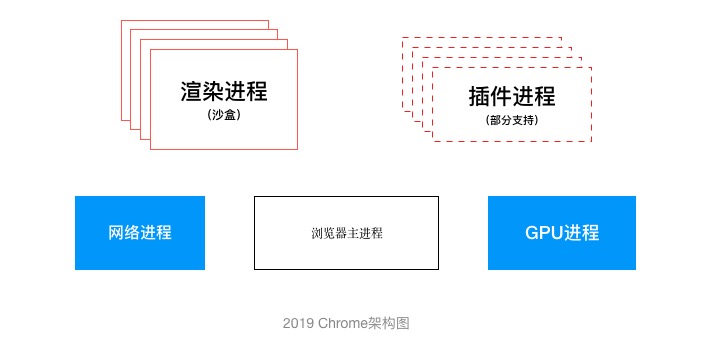 渲染进程
(沙盒)
插件进程
(部分支持)
网络进程
浏览器主进程
GPU进程
2019 Chrome架构图